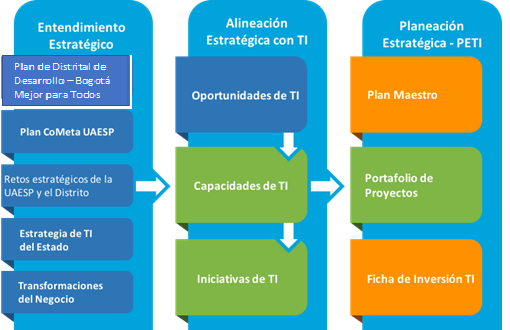 Entendimiento
Estratégico
Plan de Distrital de
Desarrollo – Bogotá
Mejor para Todos
Plan CoMeta UAESP
Retos estratégicos de la
UAESP y el Distrito
Estrategia de TI
del Estado
Transformaciones
del Negocio
Alineación
Estratégica con TI
Oportunidades de TI
Capacidades de TI
Iniciativas de TI
Planeación
Estratégica - PETI
Plan Maestro
Portafolio de
Proyectos
Ficha de Inversión TI